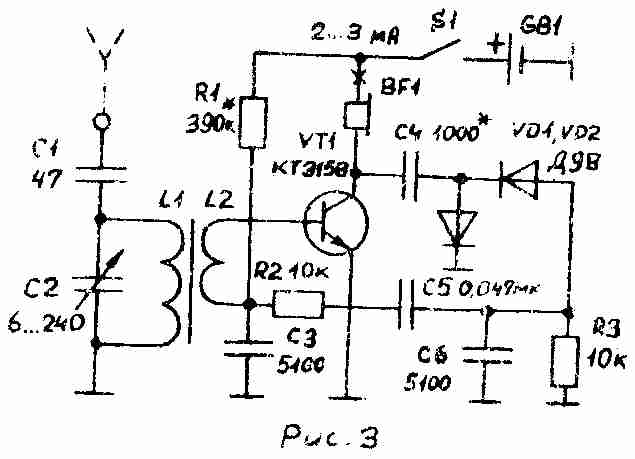 2...3 мА
S1
GB1
+
R1*
390к
BF1
C1
47
VT1
КТ315В
C4 1000*
VD1, VD2
Д9В
L1
L2
C2
6...240
R2 10к
C3
5100
C5 0,047мк
C6
5100
R3
10к
Рис. 3